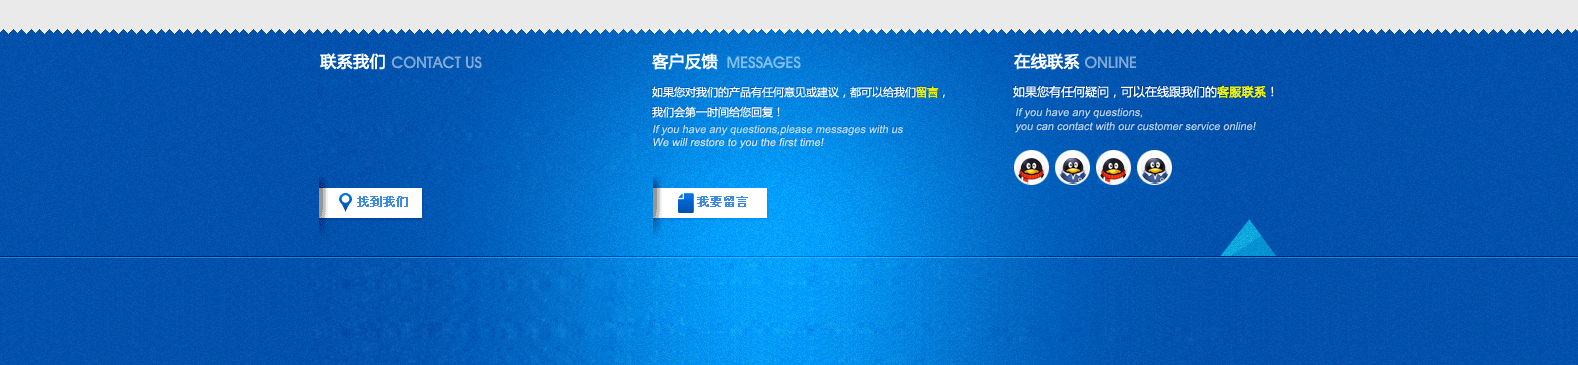 联系我们 CONTACT US
找到我们
客户反馈 MESSAGES
如果您对我们的产品有任何意见或建议，都可以给我们留言，
我们会第一时间给您回复！
If you have any questions,please messages with us
We will restore to you the first time!
我要留言
在线联系 ONLINE
如果您有任何疑问，可以在线跟我们的客服联系！
If you have any questions,
you can contact with our customer service online!